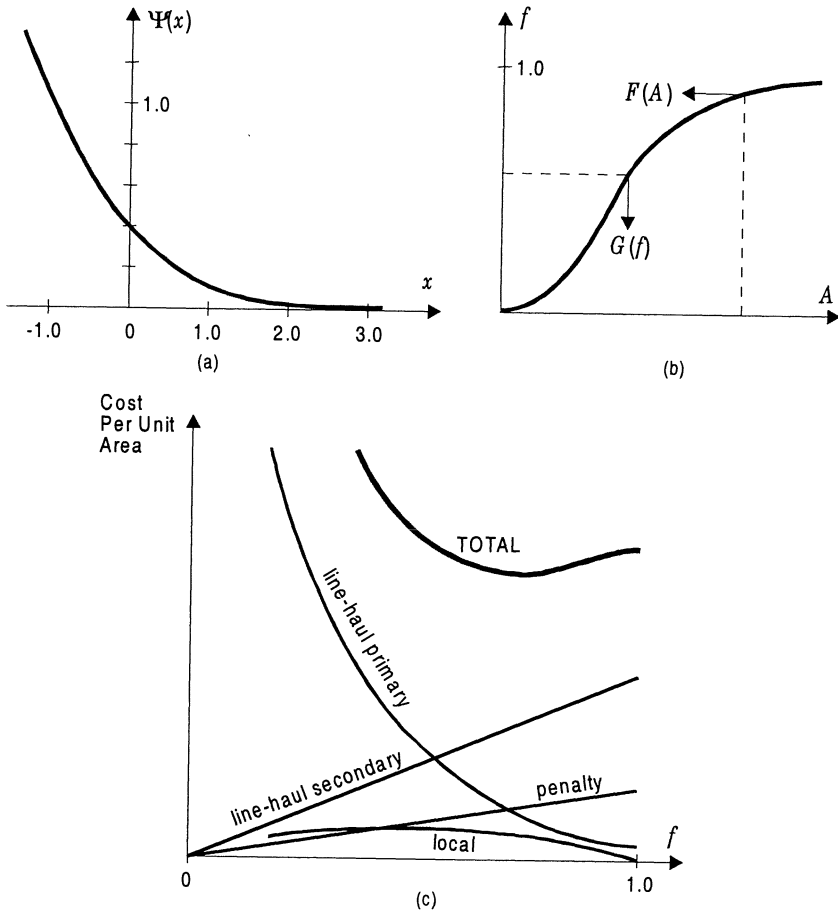 Ψ(x)
1.0
x
-1.0 0 1.0 2.0 3.0
(a)
f
1.0
F(A)
G(f)
A
(b)
Cost
Per Unit
Area
TOTAL
line-haul primary
line-haul secondary
penalty
local
f
0 1.0
(c)